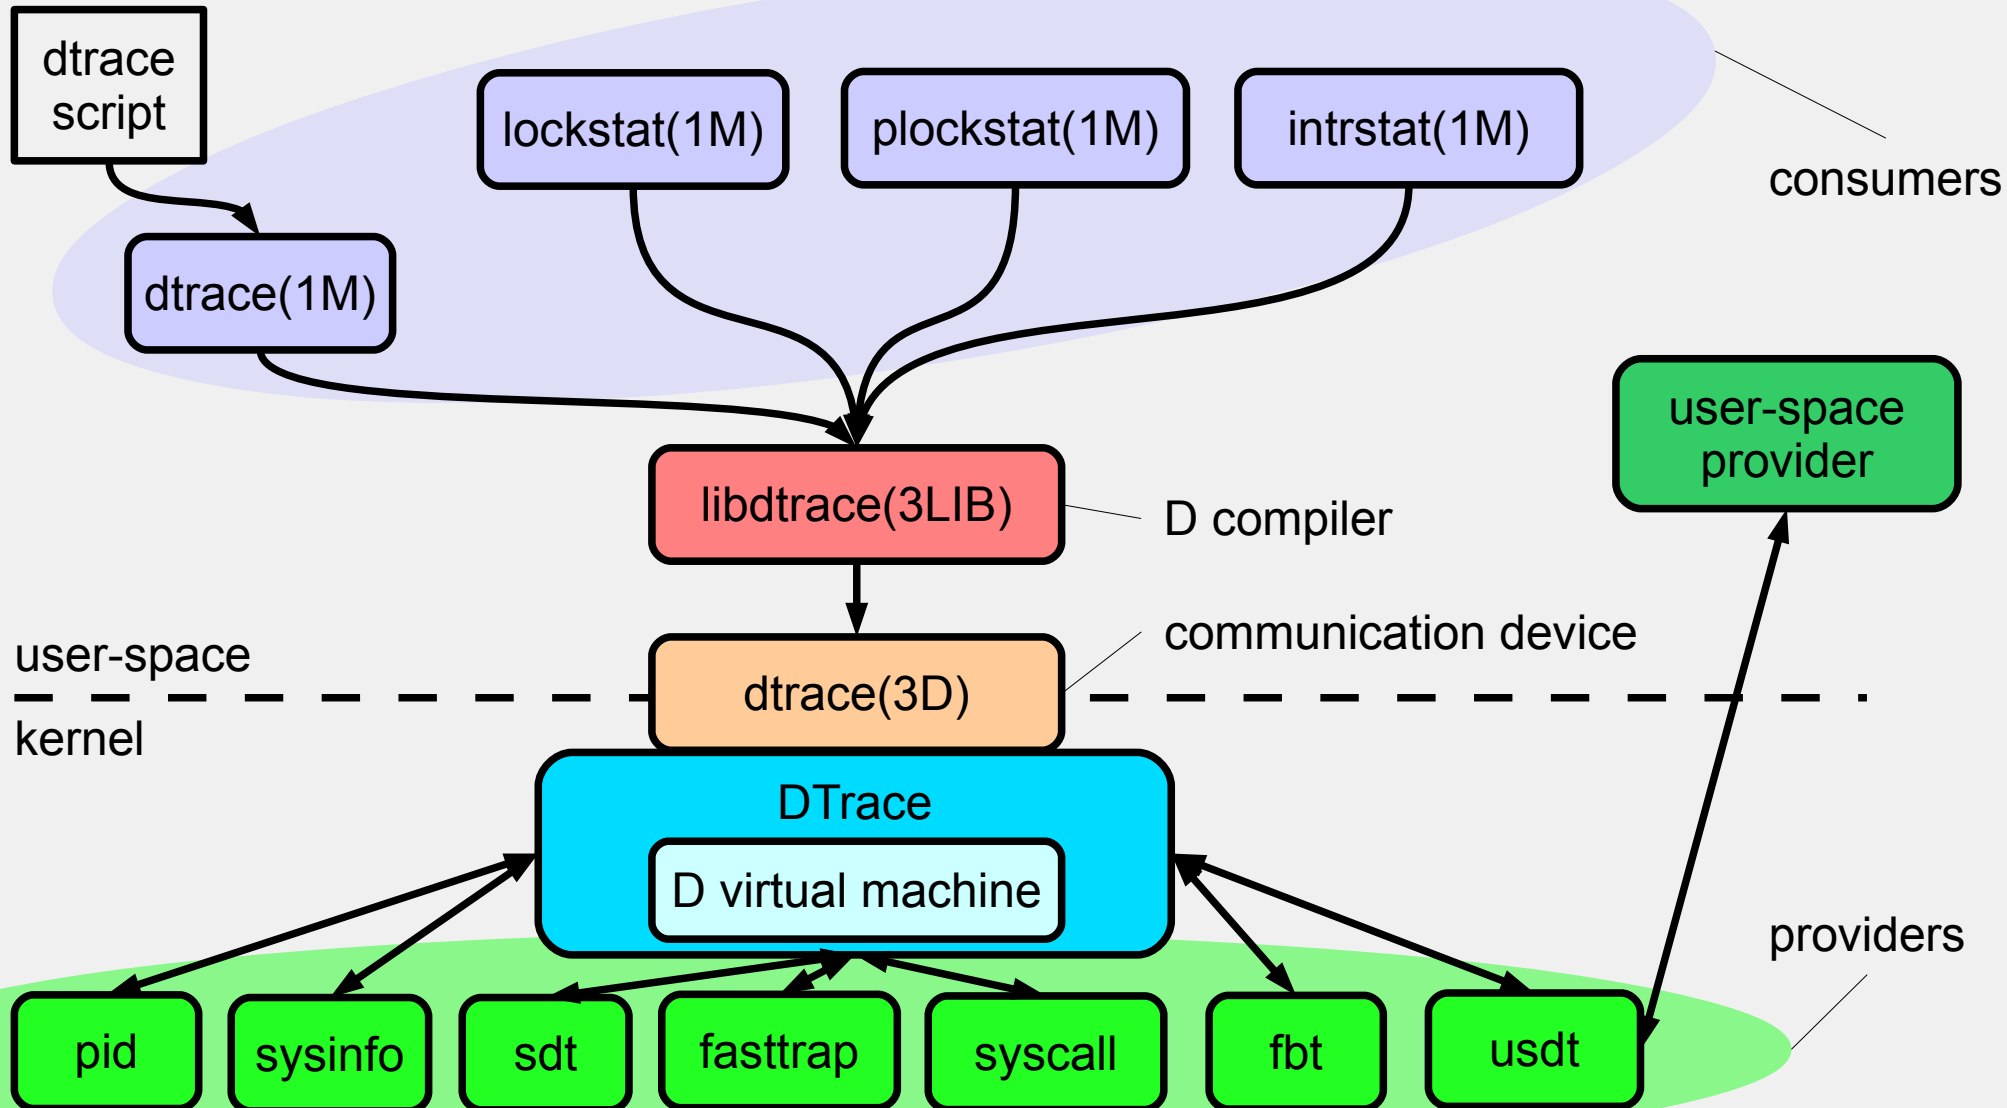 dtrace
script
lockstat(1M)
plockstat(1M)
intrstat(1M)
consumers
dtrace(1M)
user-space
provider
libdtrace(3LIB)
D compiler
communication device
user-space
dtrace(3D)
kernel
DTrace
D virtual machine
providers
pid
sysinfo
sdt
fasttrap
syscall
fbt
usdt